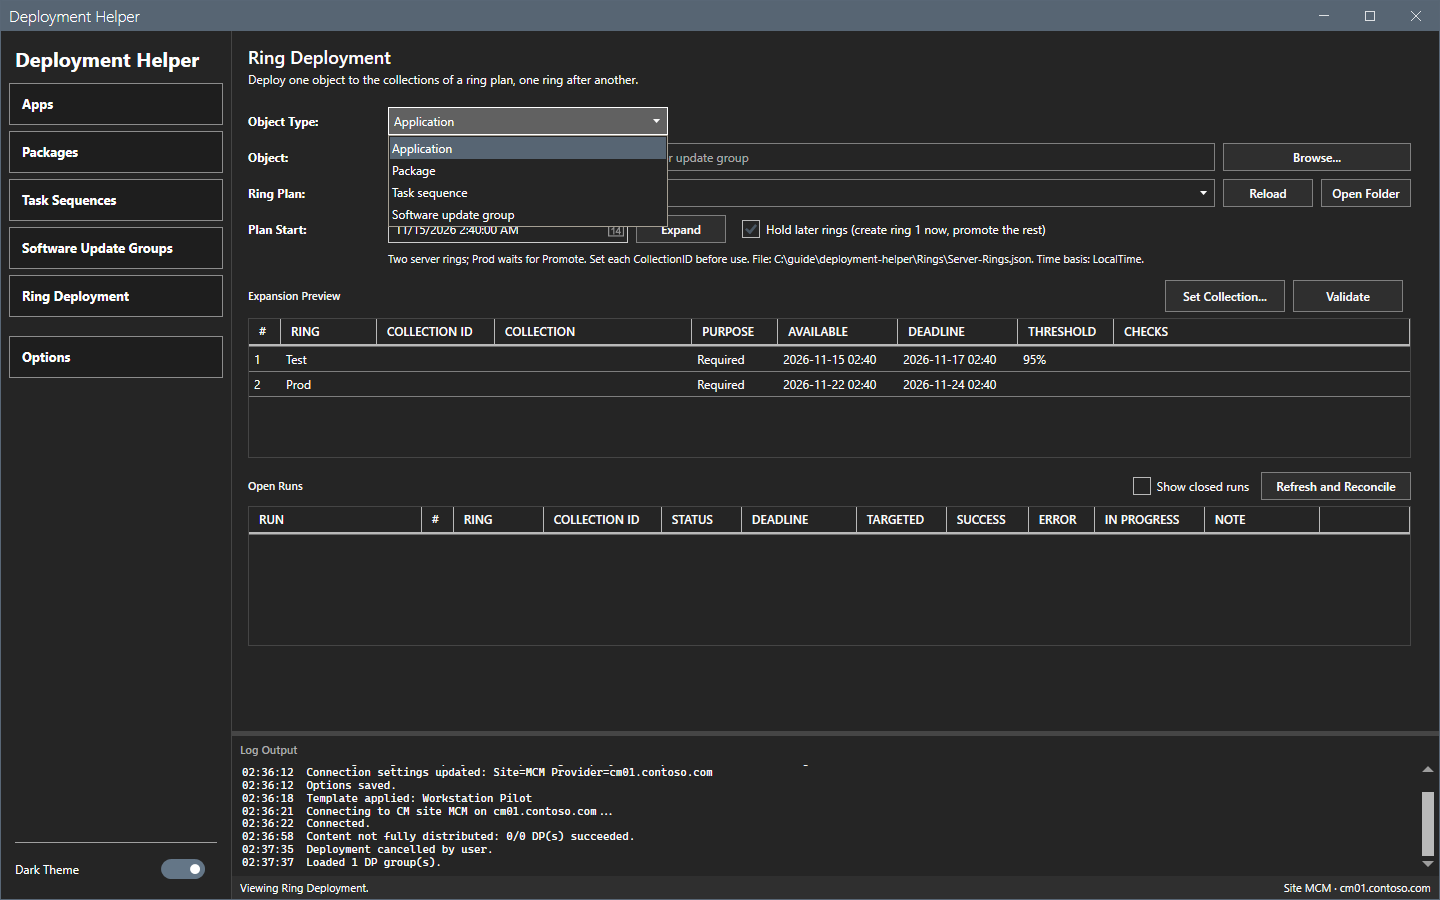 Deployment Helper
Deployment Helper
Apps
Packages
Task Sequences
Software Update Groups
Ring Deployment
Options
Dark Theme
Ring Deployment
Deploy one object to the collections of a ring plan, one ring after another.
Object Type:
Application
Application
Package
Task sequence
Software update group
Object:
update group
Browse...
Ring Plan:
Reload
Open Folder
Plan Start:
11/15/2026 2:40:00 AM
14
Expand
Hold later rings (create ring 1 now, promote the rest)
Two server rings; Prod waits for Promote. Set each CollectionID before use. File: C:\guide\deployment-helper\Rings\Server-Rings.json. Time basis: LocalTime.
Expansion Preview
Set Collection...
Validate
# RING COLLECTION ID COLLECTION PURPOSE AVAILABLE DEADLINE THRESHOLD CHECKS
1 Test Required 2026-11-15 02:40 2026-11-17 02:40 95%
2 Prod Required 2026-11-22 02:40 2026-11-24 02:40
Open Runs
Show closed runs
Refresh and Reconcile
RUN # RING COLLECTION ID STATUS DEADLINE TARGETED SUCCESS ERROR IN PROGRESS NOTE
Log Output
02:36:12 Connection settings updated: Site=MCM Provider=cm01.contoso.com
02:36:12 Options saved.
02:36:18 Template applied: Workstation Pilot
02:36:21 Connecting to CM site MCM on cm01.contoso.com...
02:36:22 Connected.
02:36:58 Content not fully distributed: 0/0 DP(s) succeeded.
02:37:35 Deployment cancelled by user.
02:37:37 Loaded 1 DP group(s).
Viewing Ring Deployment.
Site MCM · cm01.contoso.com